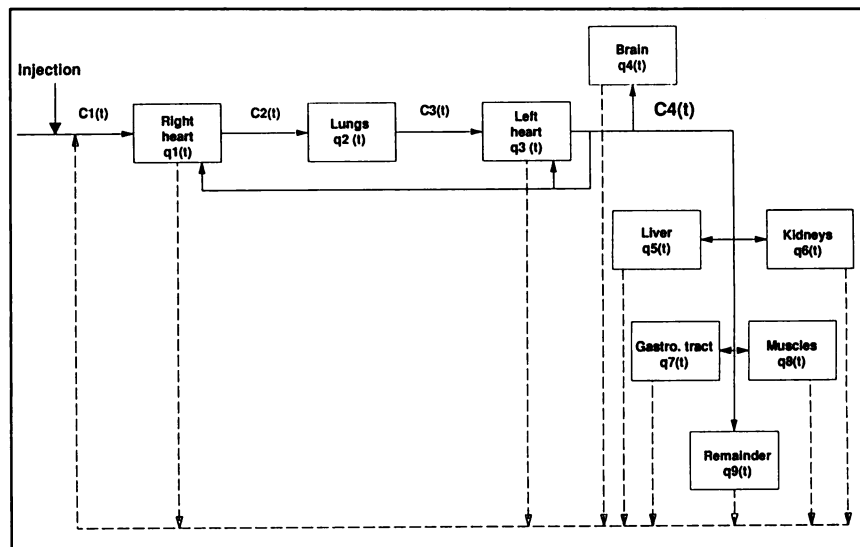 Injection
C1(t)
Right
heart
q1(t)
C2(t)
Lungs
q2 (t)
C3(t)
Left
heart
q3 (t)
Brain
q4(t)
C4(t)
Liver
q5(t)
Kidneys
q6(t)
Gastro. tract
q7(t)
Muscles
q8(t)
Remainder
q9(t)